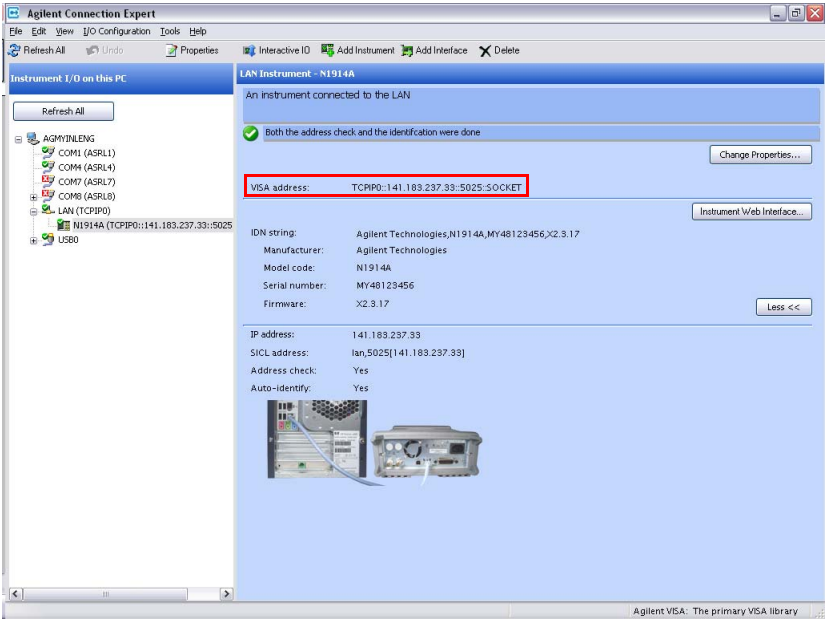 Agilent Connection Expert
File Edit View I/O Configuration Tools Help
Refresh All Undo Properties Interactive IO Add Instrument Add Interface Delete
Instrument I/O on this PC
Refresh All
AGMYINLENG
COM1 (ASRL1)
COM4 (ASRL4)
COM7 (ASRL7)
COM8 (ASRL8)
LAN (TCPIP0)
N1914A (TCPIP0::141.183.237.33::5025
USB0
LAN Instrument - N1914A
An instrument connected to the LAN
Both the address check and the identifcation were done
Change Properties...
VISA address: TCPIP0::141.183.237.33::5025::SOCKET
Instrument Web Interface...
IDN string: Agilent Technologies,N1914A,MY48123456,X2.3.17
Manufacturer: Agilent Technologies
Model code: N1914A
Serial number: MY48123456
Firmware: X2.3.17
Less <<
IP address: 141.183.237.33
SICL address: lan,5025[141.183.237.33]
Address check: Yes
Auto-identify: Yes
Agilent VISA: The primary VISA library